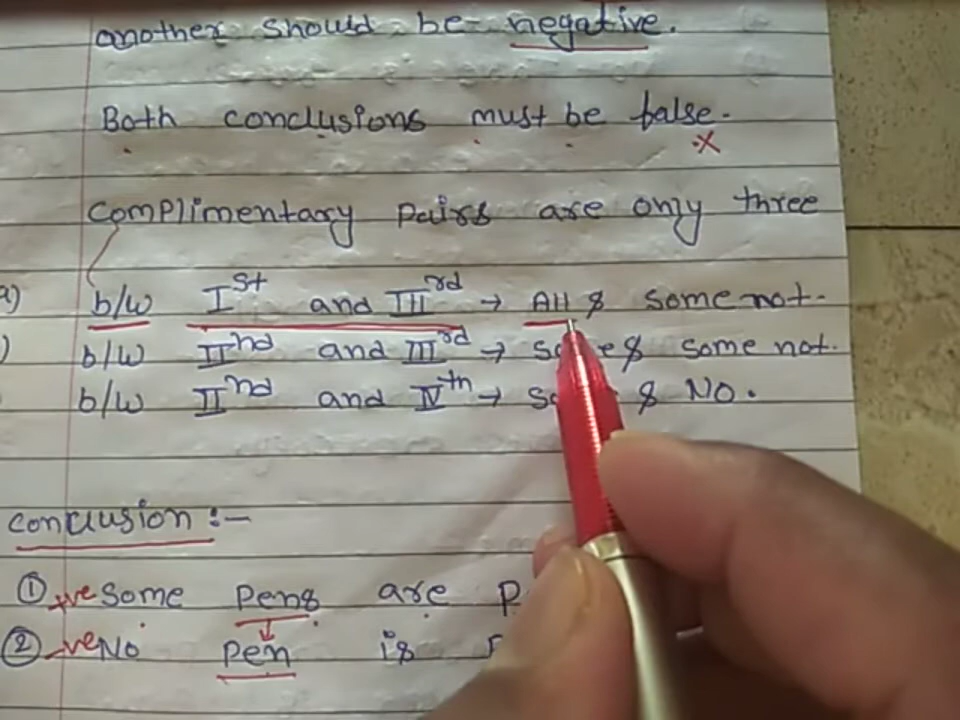 another should be negative.
Both conclusions must be false.
complimentary pairs are only three
a) b/w Ist and IIIrd → All & some not.
) b/w IInd and IIIrd → & some not.
b/w IInd and IVth → & NO.
conclusion :-
① +ve some pens are
② -ve No pen is